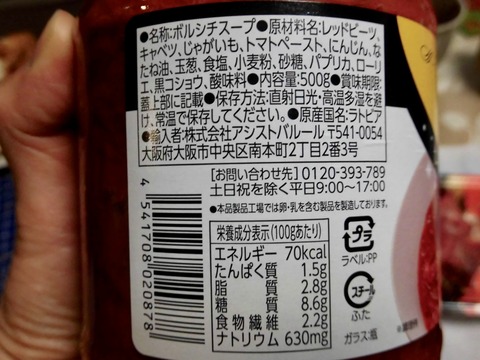 ●品名:ボルシチスープ●原材料名:レッドビーツ、
キャベツ、じゃがいも、トマトペースト、にんじん、な
たね油、玉葱、食塩、小麦粉、砂糖、パプリカ、ローリ
エ、黒コショウ、酸味料●内容量:500g●賞味期限:
蓋上部に記載●保存方法:直射日光・高温多湿を避
け、常温で保存してください。●原産国名:ラトビア
●輸入者:株式会社アシストバルール 〒541-0054
大阪府大阪市中央区南本町2丁目2番3号
[お問い合わせ先] 0120-393-789
土日祝を除く平日9:00~17:00
●本品製品工場では卵・乳を含む製品を製造しております。
栄養成分表示(100gあたり)
エネルギー 70kcal
たんぱく質 1.5g
脂質 2.8g
糖質 8.6g
食物繊維 2.2g
ナトリウム 630mg
プラ
ラベル:PP
スチール
ふた
ガラス:瓶
4 541708 020878